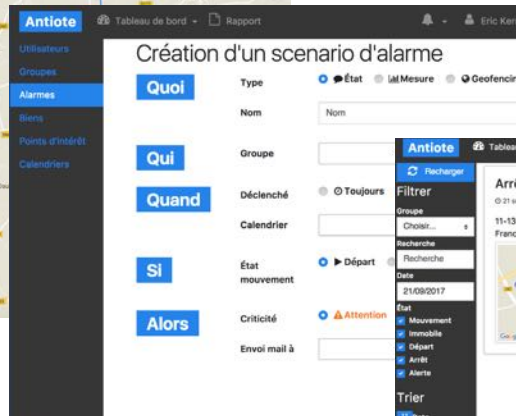 Antiote Tableau de bord Rapport Eric Ker
Utilisateurs
Groupes
Alarmes
Biens
Points d'intérêt
Calendriers
Création d'un scenario d'alarme
Quoi Type État Mesure Geofencin
Nom Nom
Qui Groupe
Quand Déclenché Toujours
Calendrier
Si État mouvement Départ
Alors Criticité Attention
Envoi mail à
Antiote Tableau
Recharger
Filtrer
Groupe
Choisir...
Recherche
Recherche
Date
21/09/2017
État
Mouvement
Immobile
Départ
Arrêt
Alerte
Trier
Arrê
21 s
11-13
Franc